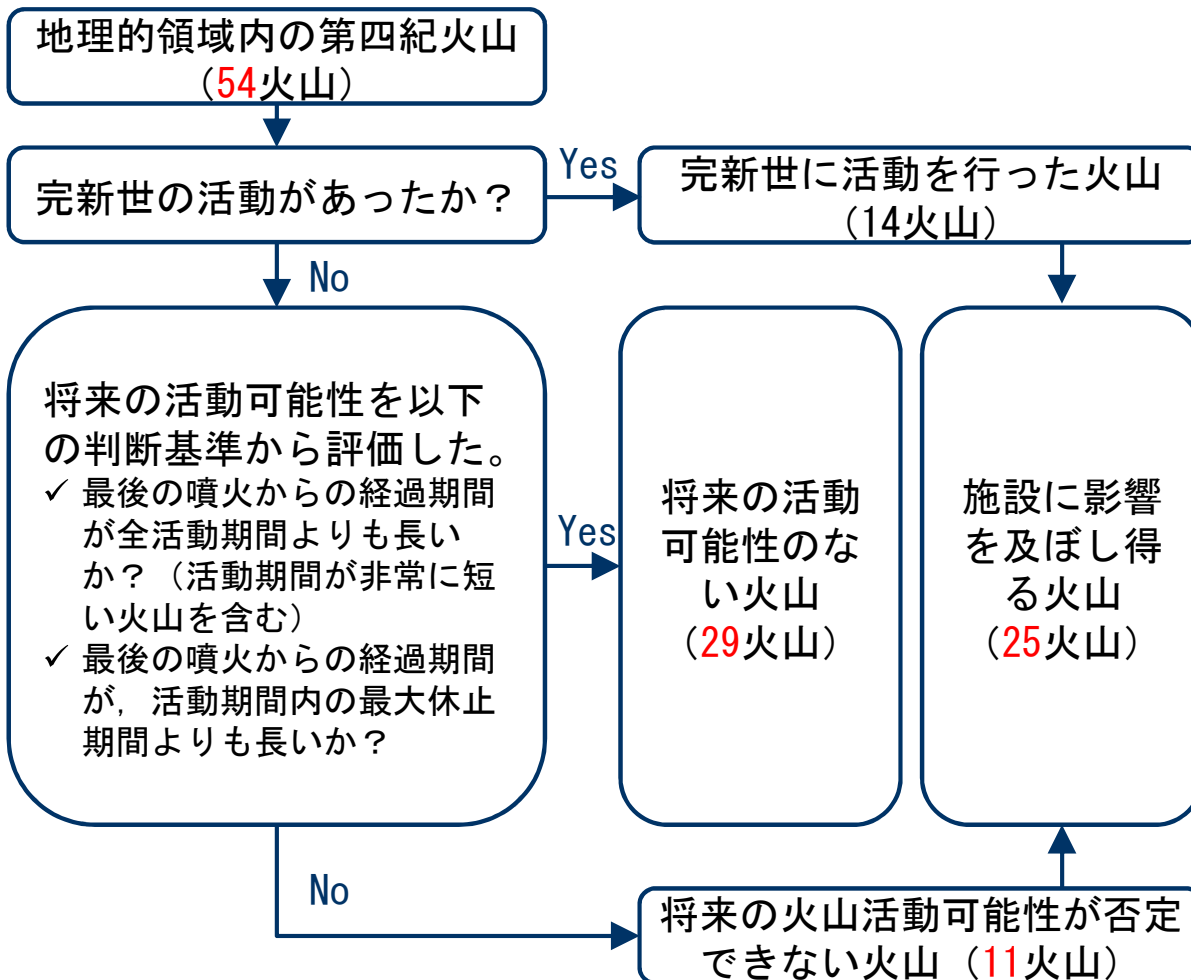 地理的領域内の第四紀火山
（54火山）
完新世の活動があったか？
Yes
完新世に活動を行った火山
（14火山）
No
将来の活動可能性を以下
の判断基準から評価した。
✓ 最後の噴火からの経過期間
が全活動期間よりも長い
か？（活動期間が非常に短
い火山を含む）
✓ 最後の噴火からの経過期間
が，活動期間内の最大休止
期間よりも長いか？
Yes
将来の活動
可能性のな
い火山
（29火山）
施設に影響
を及ぼし得
る火山
（25火山）
No
将来の火山活動可能性が否定
できない火山（11火山）